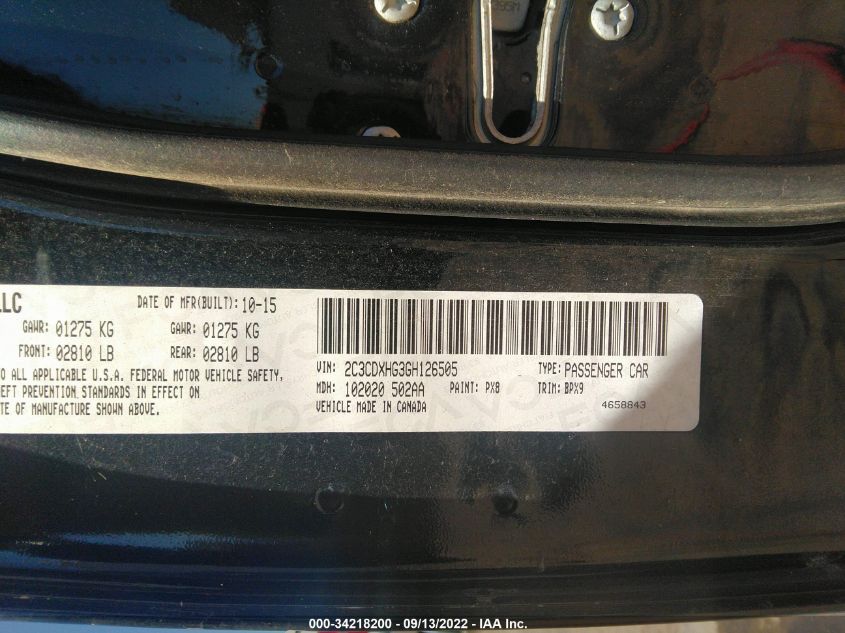 LLC
DATE OF MFR(BUILT): 10-15
GAWR: 01275 KG GAWR: 01275 KG
FRONT: 02810 LB REAR: 02810 LB
TO ALL APPLICABLE U.S.A. FEDERAL MOTOR VEHICLE SAFETY,
THEFT PREVENTION STANDARDS IN EFFECT ON
TE OF MANUFACTURE SHOWN ABOVE.
VIN: 2C3CDXHG3GH126505 TYPE: PASSENGER CAR
MDH: 102020 502AA PAINT: PX8 TRIM: BPX9
VEHICLE MADE IN CANADA 4658843
000-34218200 - 09/13/2022 - IAA Inc.